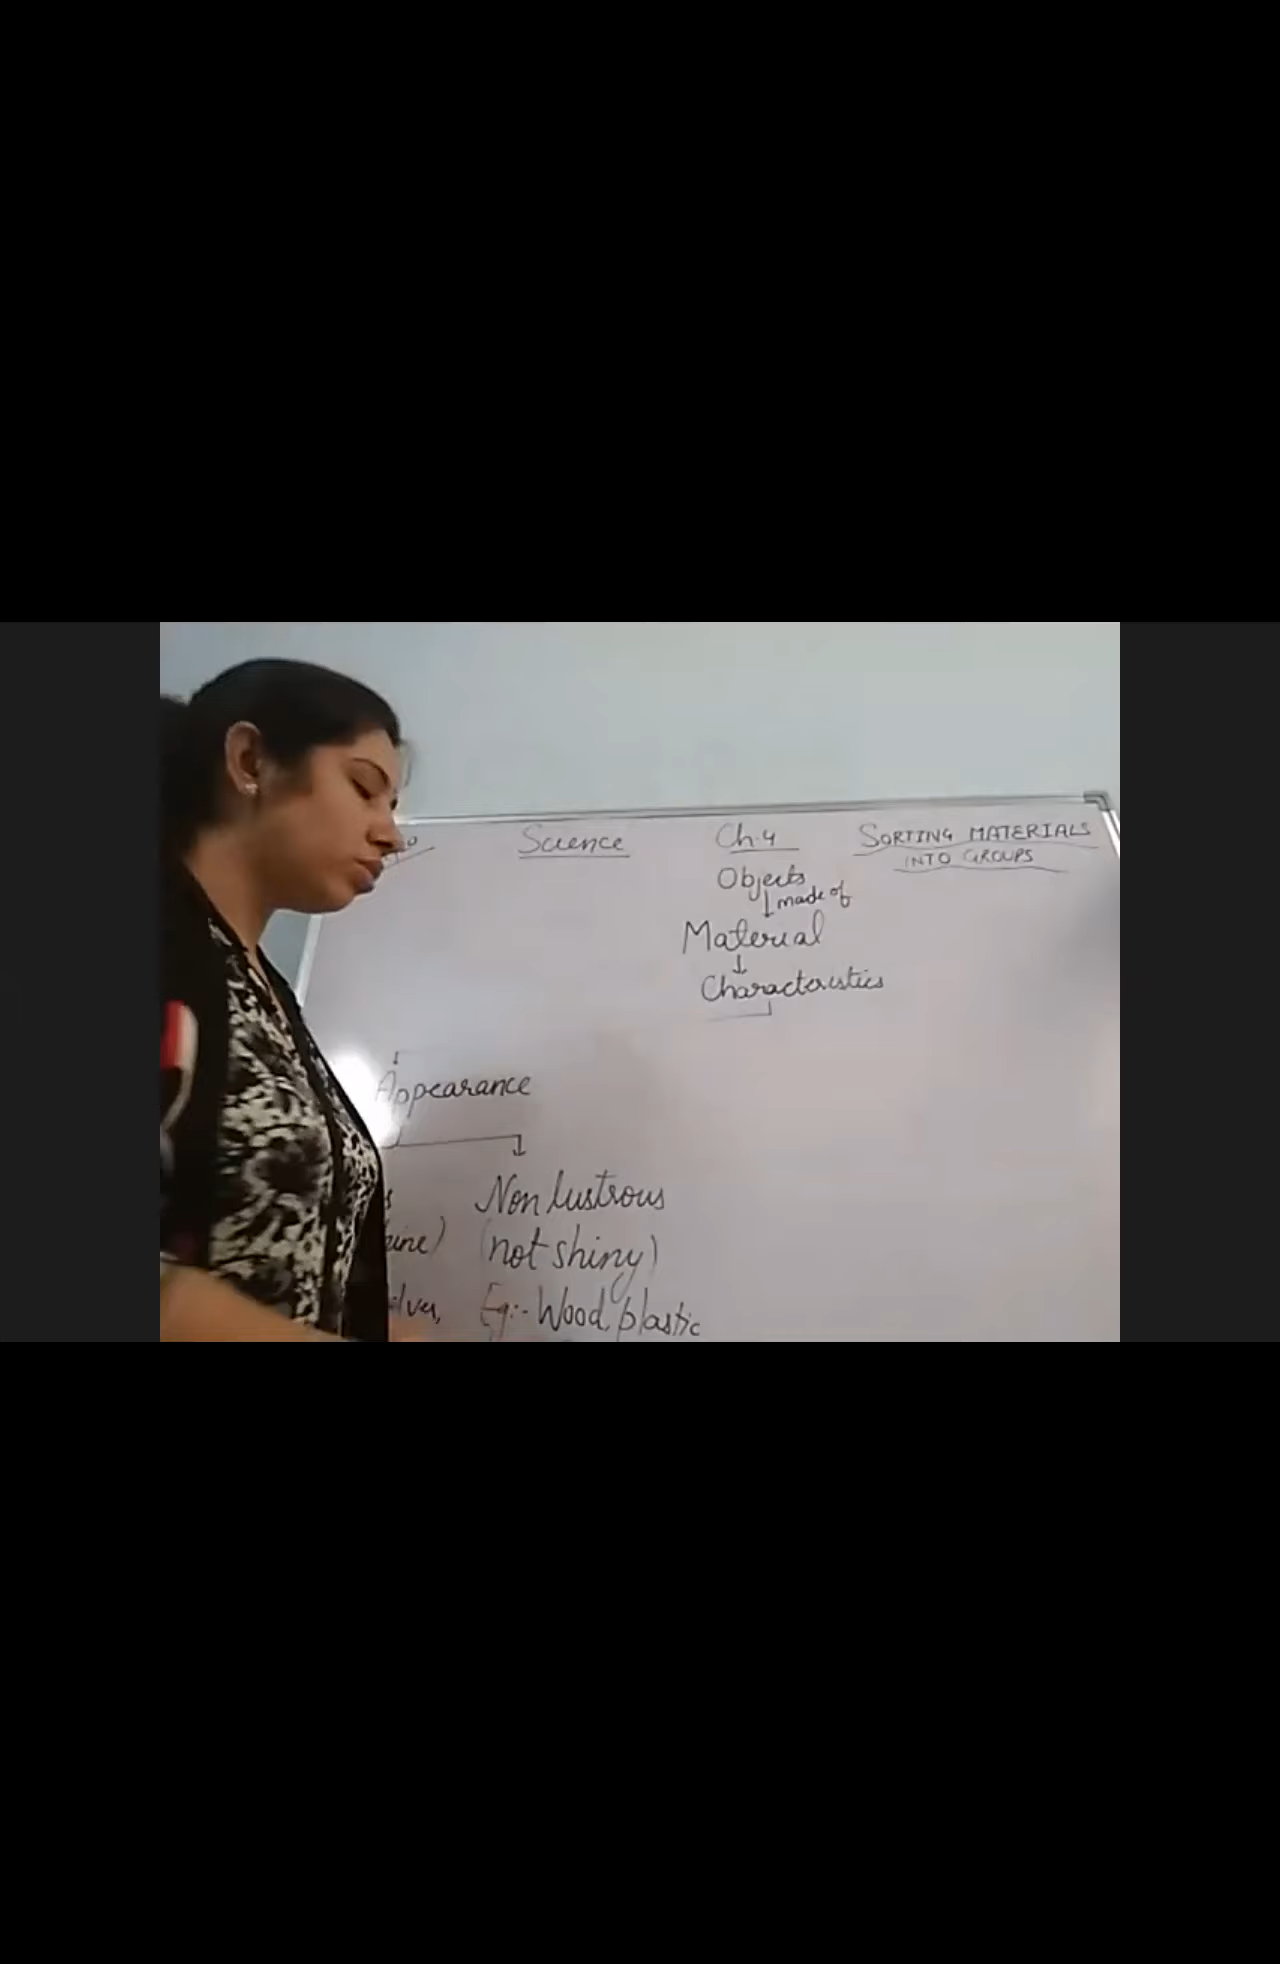 Science
Ch.4
SORTING MATERIALS
INTO GROUPS
Objects
↓ made of
Material
↓
Characteristics
↓
Appearance
↓
Non lustrous
(not shiny)
Eg:- Wood, plastic